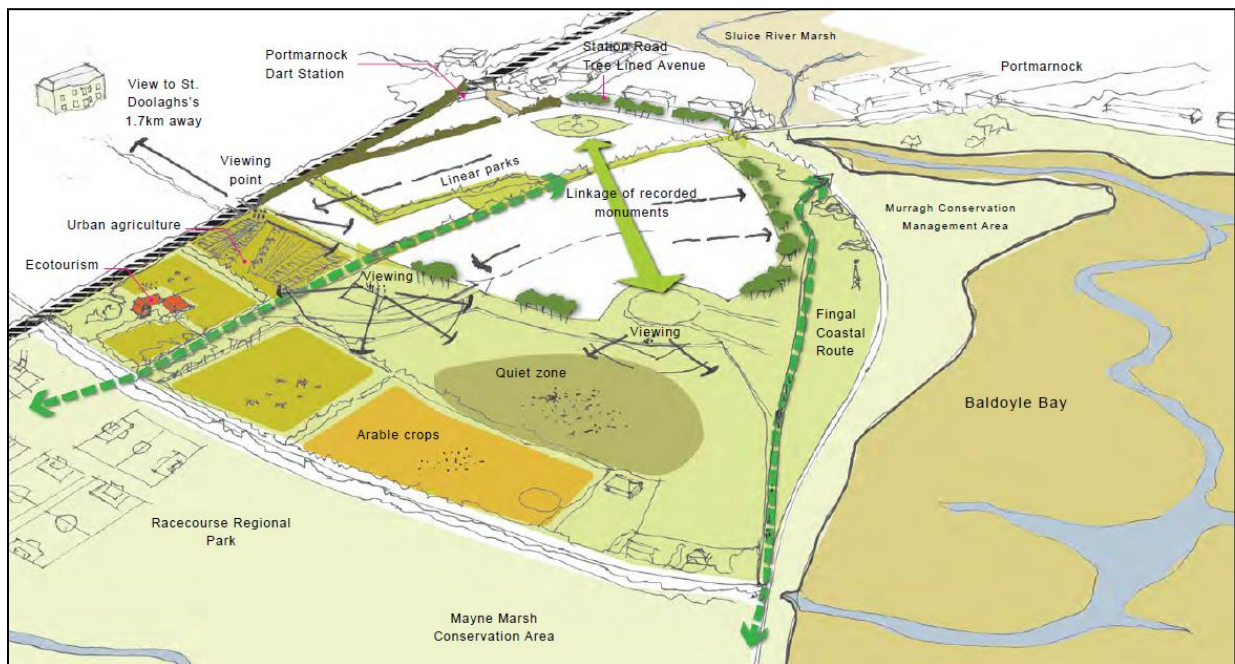 Sluice River Marsh
Portmarnock
Dart Station
Station Road
Tree Lined Avenue
Portmarnock
View to St.
Doolaghs's
1.7km away
Viewing
point
Linear parks
Linkage of recorded
monuments
Murragh Conservation
Management Area
Urban agriculture
Ecotourism
Viewing
Viewing
Fingal
Coastal
Route
Quiet zone
Baldoyle Bay
Arable crops
Racecourse Regional
Park
Mayne Marsh
Conservation Area